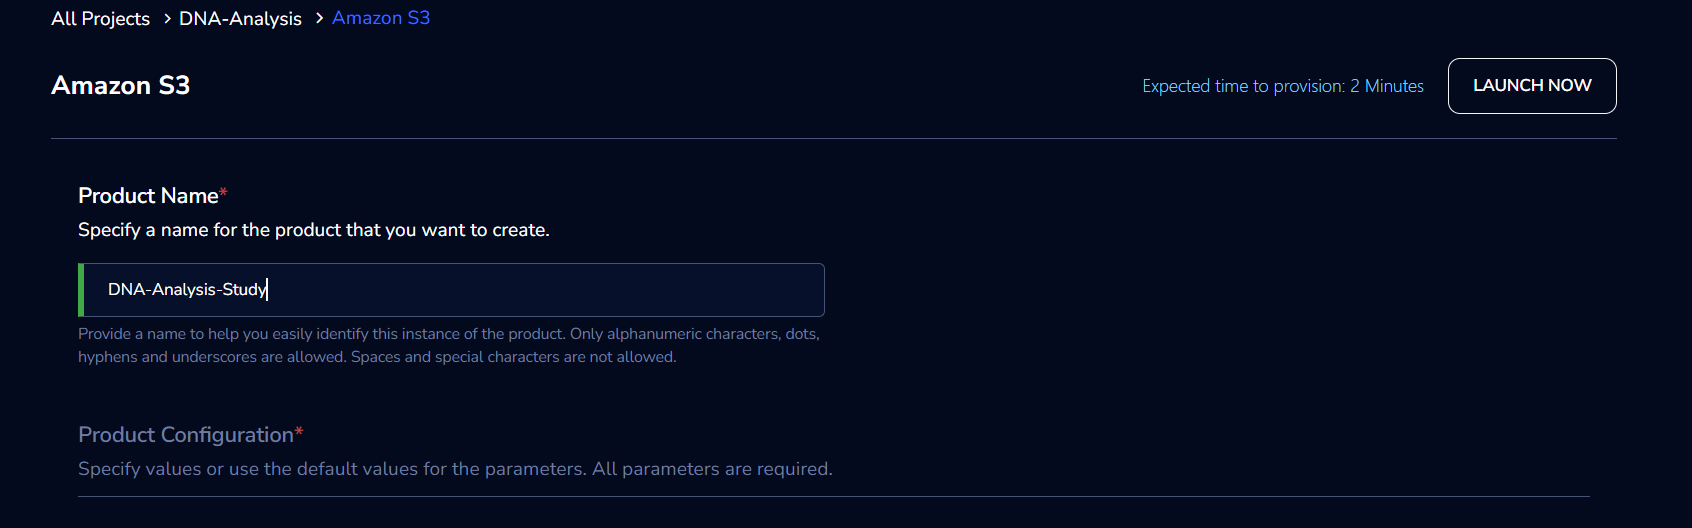 All Projects > DNA-Analysis > Amazon S3
Amazon S3
Expected time to provision: 2 Minutes
LAUNCH NOW
Product Name*
Specify a name for the product that you want to create.
DNA-Analysis-Study
Provide a name to help you easily identify this instance of the product. Only alphanumeric characters, dots,
hyphens and underscores are allowed. Spaces and special characters are not allowed.
Product Configuration*
Specify values or use the default values for the parameters. All parameters are required.